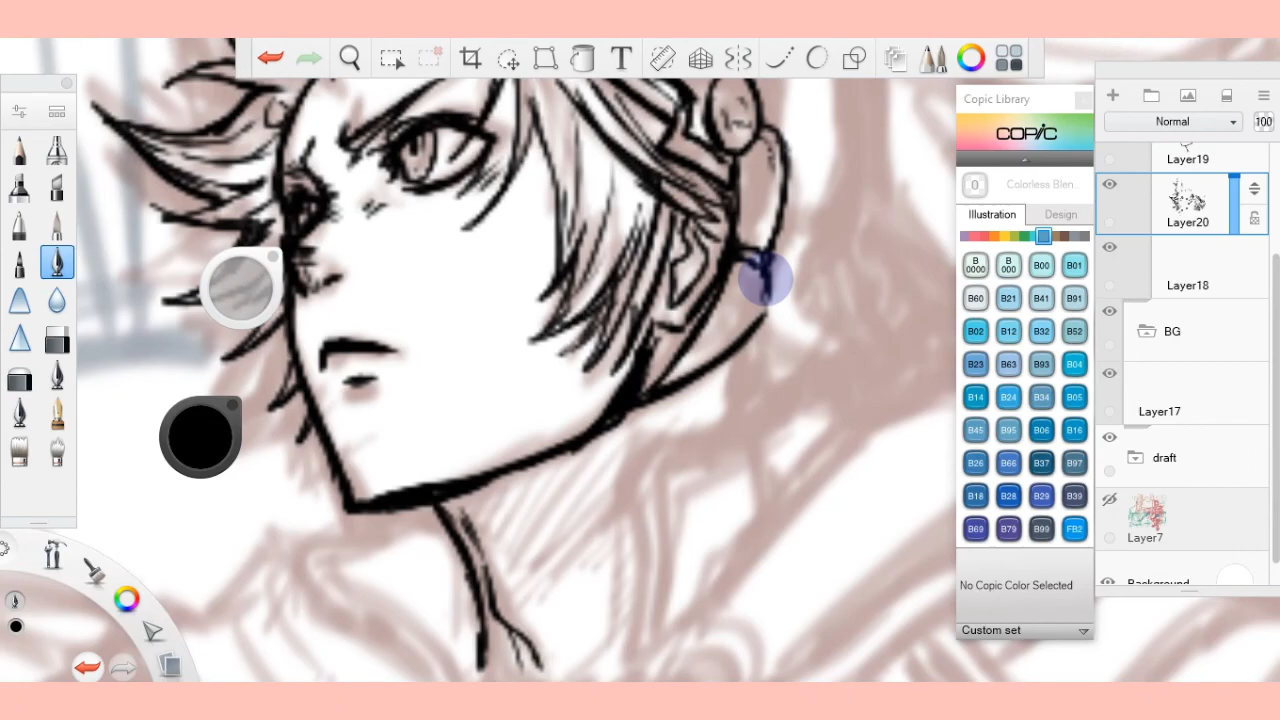 T
Copic Library
COPIC
0 Colorless Blen..
Illustration Design
B 0000 B 000 B00 B01
B60 B21 B41 B91
B02 B12 B32 B52
B23 B63 B93 B04
B14 B24 B34 B05
B45 B95 B06 B16
B26 B66 B37 B97
B18 B28 B29 B39
B69 B79 B99 FB2
No Copic Color Selected
Custom set
Normal 100
Layer19
Layer20
Layer18
BG
Layer17
draft
Layer7
Background